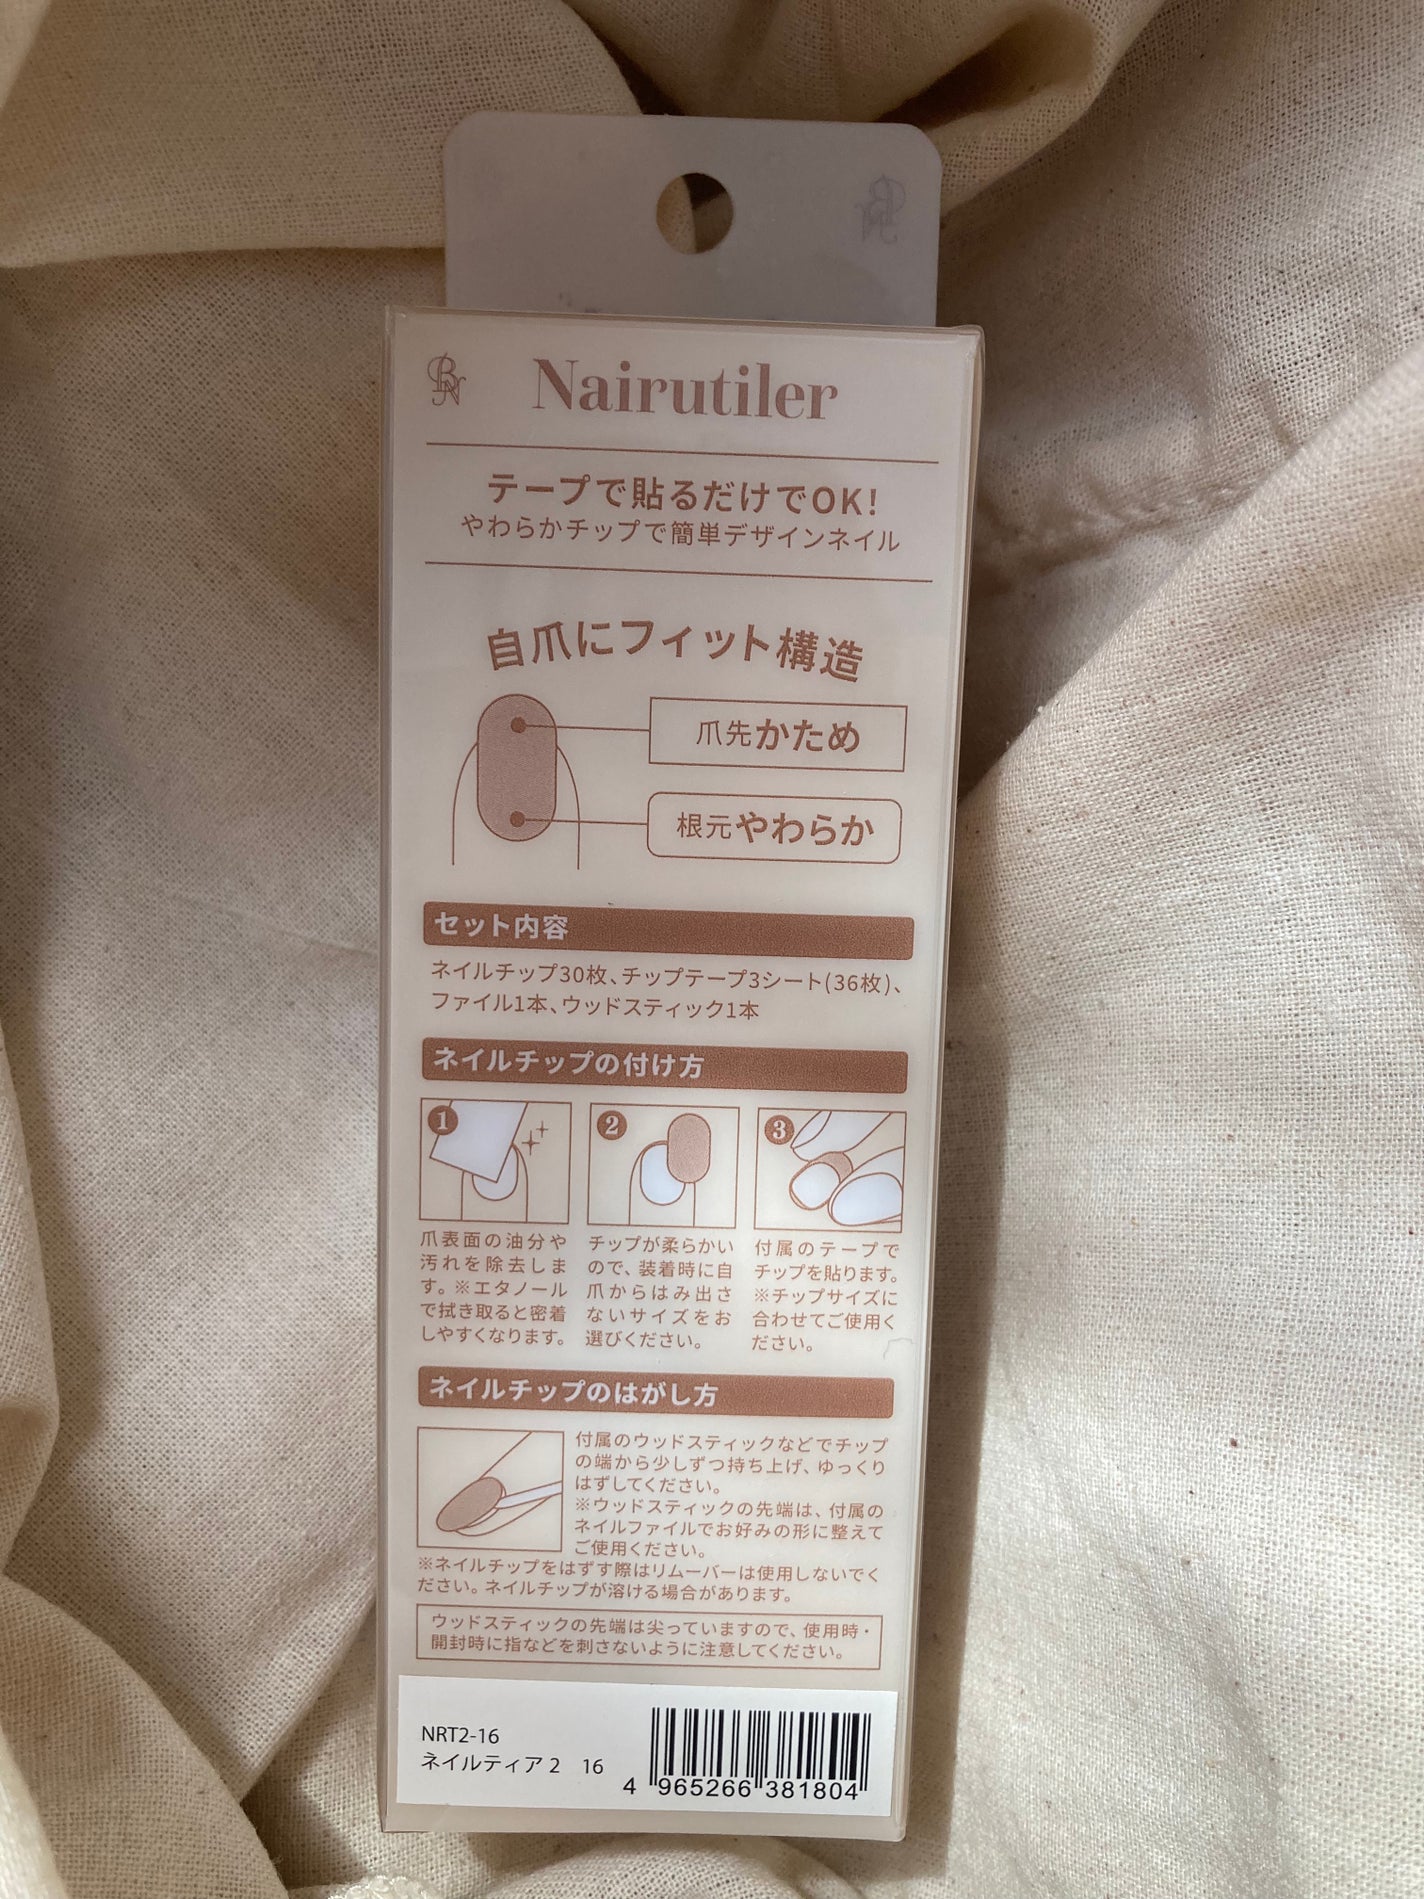 BN
Nairutiler
テープで貼るだけでOK!
やわらかチップで簡単デザインネイル
自爪にフィット構造
爪先かため
根元やわらか
セット内容
ネイルチップ30枚、チップテープ3シート(36枚)、
ファイル1本、ウッドスティック1本
ネイルチップの付け方
1
爪表面の油分や
汚れを除去しま
す。※エタノール
で拭き取ると密着
しやすくなります。
2
チップが柔らかい
ので、装着時に自
爪からはみ出さ
ないサイズをお
選びください。
3
付属のテープで
チップを貼ります。
※チップサイズに
合わせてご使用く
ださい。
ネイルチップのはがし方
付属のウッドスティックなどでチップ
の端から少しずつ持ち上げ、ゆっくり
はずしてください。
※ウッドスティックの先端は、付属の
ネイルファイルでお好みの形に整えて
ご使用ください。
※ネイルチップをはずす際はリムーバーは使用しないでく
ださい。ネイルチップが溶ける場合があります。
ウッドスティックの先端は尖っていますので、使用時・
開封時に指などを刺さないように注意してください。
NRT2-16
ネイルティア 2 16
4 965266 381804